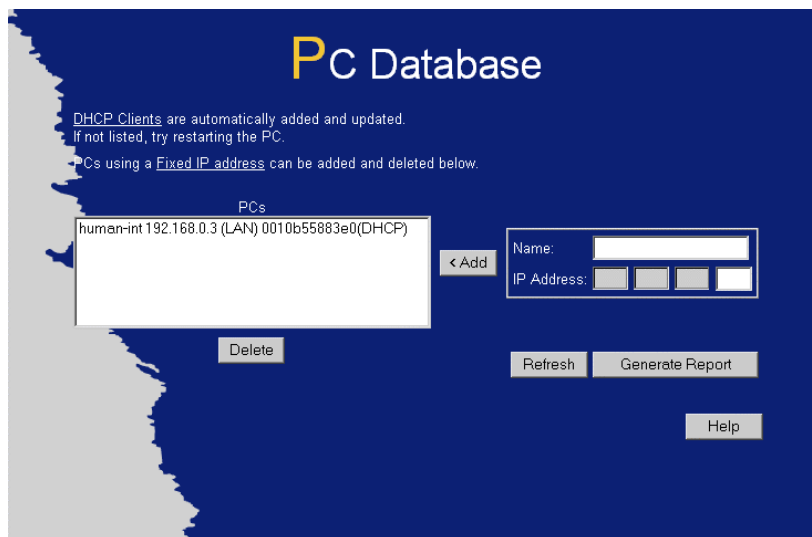 PC Database
DHCP Clients are automatically added and updated.
If not listed, try restarting the PC.
PCs using a Fixed IP address can be added and deleted below.
PCs
human-int 192.168.0.3 (LAN) 0010b55883e0(DHCP)
< Add
Name:
IP Address:
Delete
Refresh
Generate Report
Help